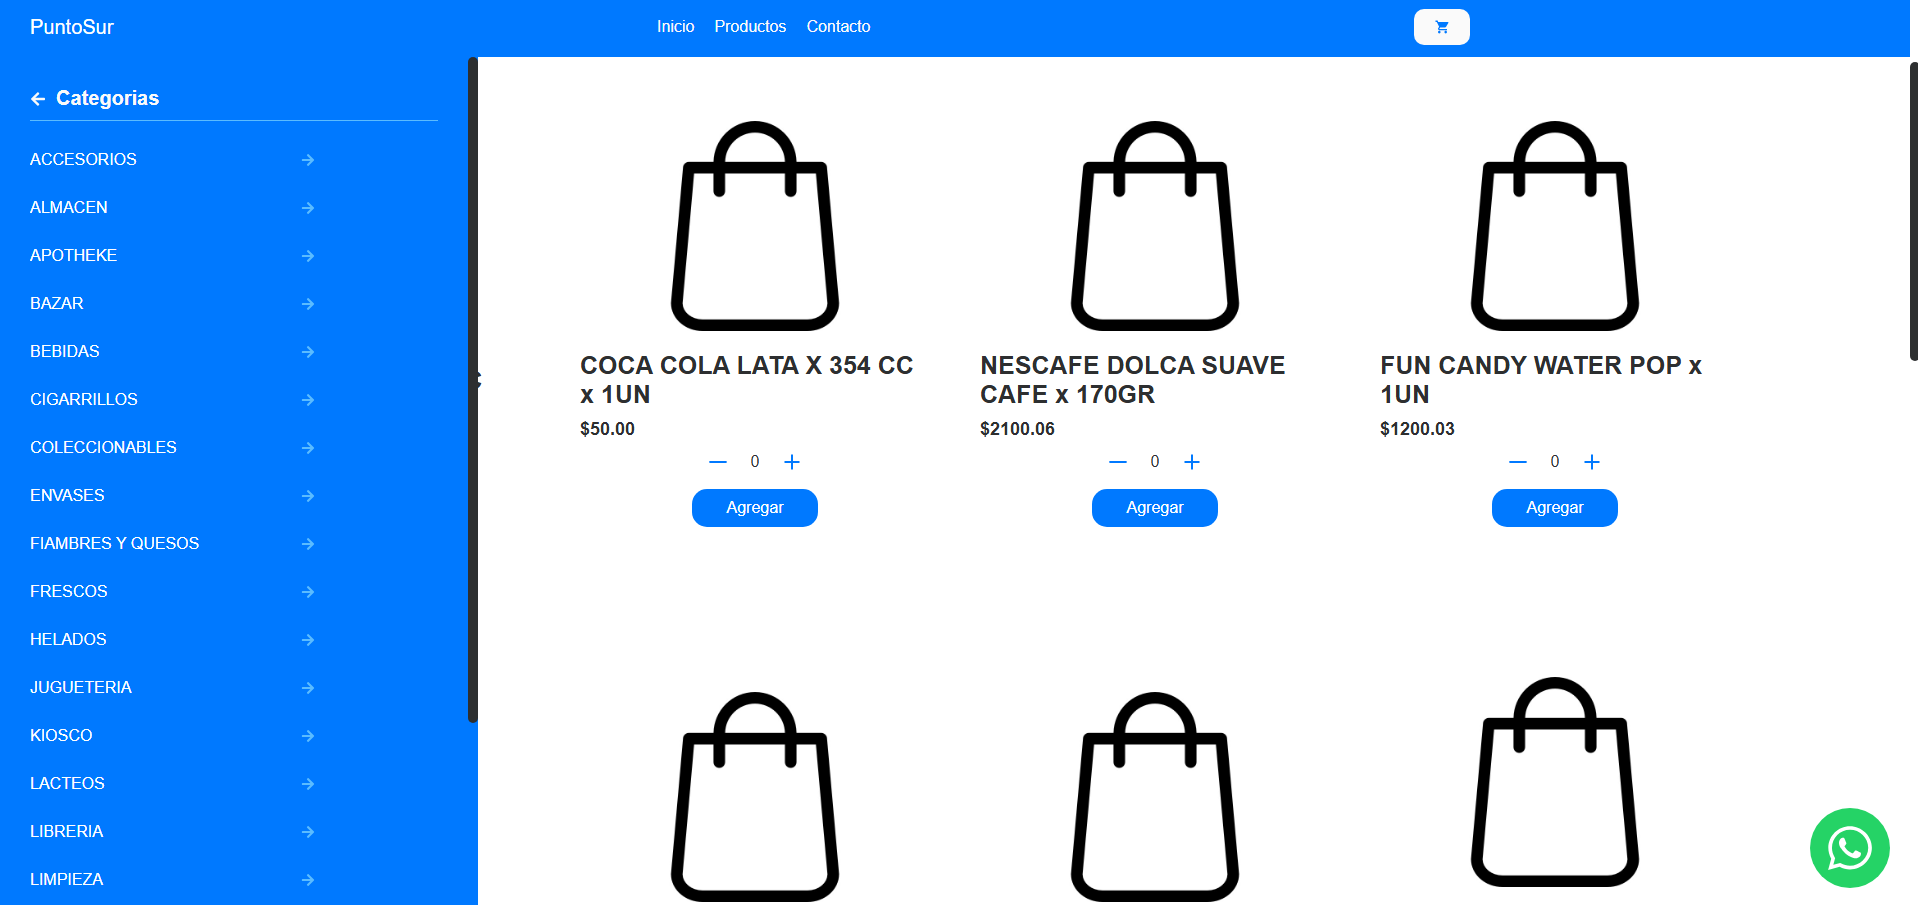 PuntoSur
Inicio Productos Contacto
Categorias
ACCESORIOS
ALMACEN
APOTHEKE
BAZAR
BEBIDAS
CIGARRILLOS
COLECCIONABLES
ENVASES
FIAMBRES Y QUESOS
FRESCOS
HELADOS
JUGUETERIA
KIOSCO
LACTEOS
LIBRERIA
LIMPIEZA
COCA COLA LATA X 354 CC
x 1UN
$50.00
0
Agregar
NESCAFE DOLCA SUAVE
CAFE x 170GR
$2100.06
0
Agregar
FUN CANDY WATER POP x
1UN
$1200.03
0
Agregar